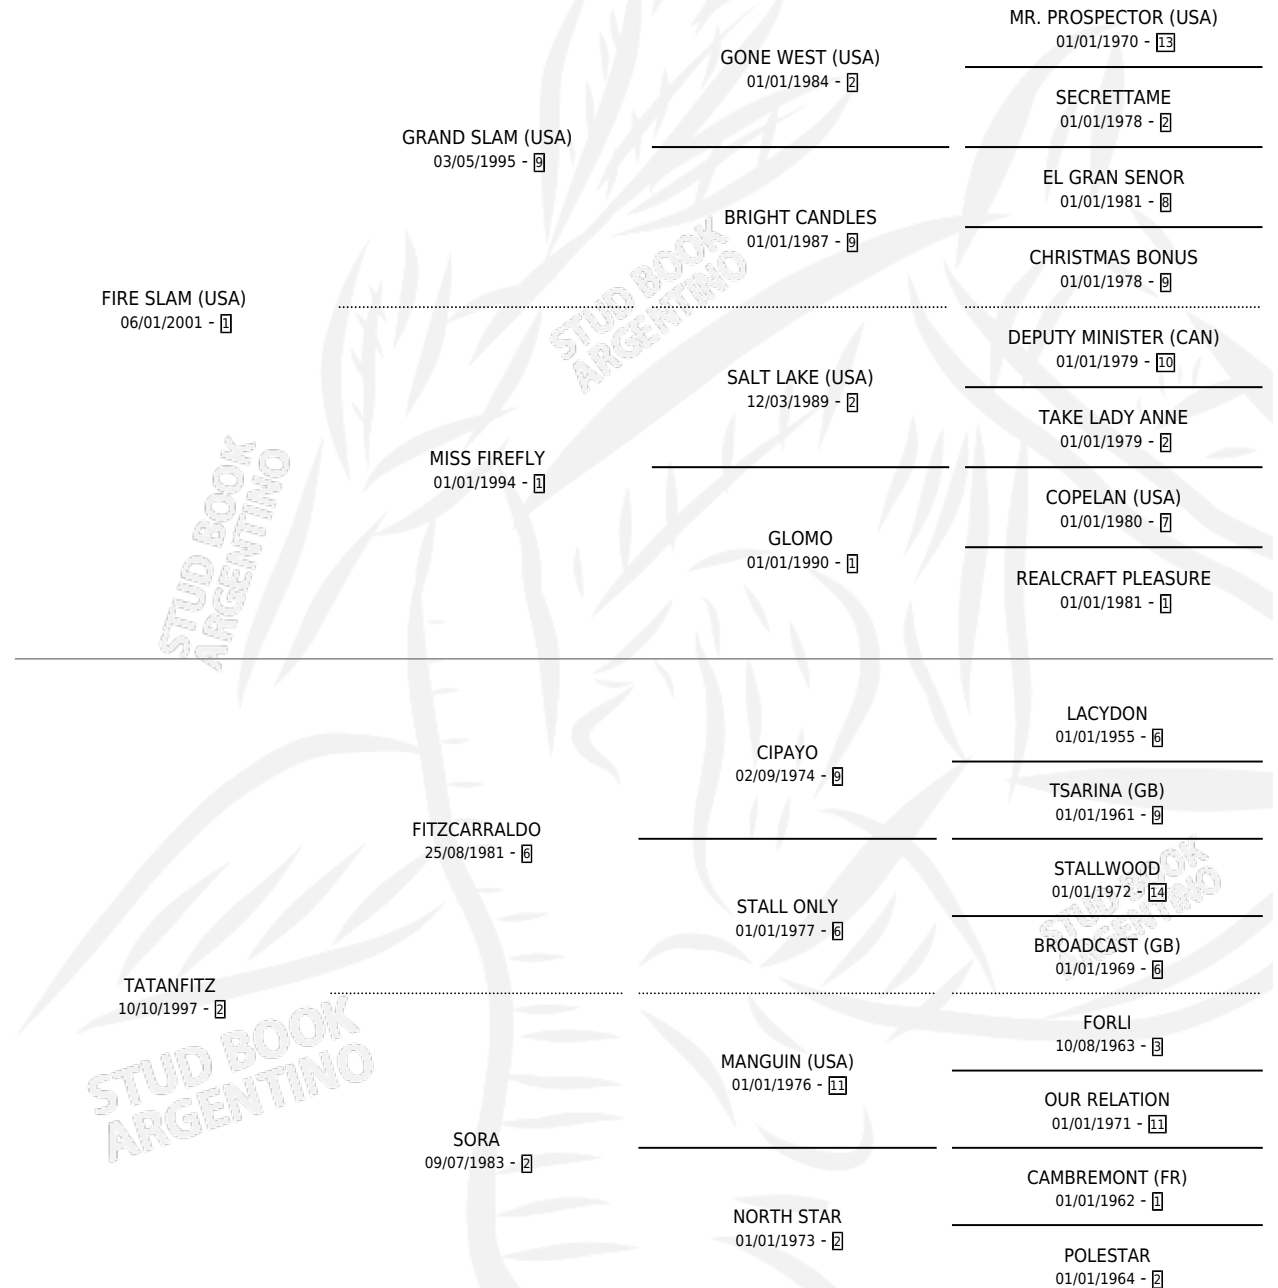 MR. PROSPECTOR (USA)
01/01/1970 - 13
GONE WEST (USA)
01/01/1984 - 2
SECRETTAME
01/01/1978 - 2
GRAND SLAM (USA)
03/05/1995 - 9
EL GRAN SENOR
01/01/1981 - 8
BRIGHT CANDLES
01/01/1987 - 9
CHRISTMAS BONUS
01/01/1978 - 9
FIRE SLAM (USA)
06/01/2001 - 1
STUD BOOK
ARGENTINO
DEPUTY MINISTER (CAN)
01/01/1979 - 10
SALT LAKE (USA)
12/03/1989 - 2
TAKE LADY ANNE
01/01/1979 - 2
MISS FIREFLY
01/01/1994 - 1
COPELAN (USA)
01/01/1980 - 7
GLOMO
01/01/1990 - 1
REALCRAFT PLEASURE
01/01/1981 - 1
STUD BOOK
ARGENTINO
LACYDON
01/01/1955 - 6
CIPAYO
02/09/1974 - 9
TSARINA (GB)
01/01/1961 - 9
FITZCARRALDO
25/08/1981 - 6
STALLWOOD
01/01/1972 - 14
STALL ONLY
01/01/1977 - 6
STUD BOOK
ARGENTINO
BROADCAST (GB)
01/01/1969 - 6
TATANFITZ
10/10/1997 - 2
FORLI
10/08/1963 - 3
MANGUIN (USA)
01/01/1976 - 11
OUR RELATION
01/01/1971 - 11
STUD BOOK
ARGENTINO
SORA
09/07/1983 - 2
CAMBREMONT (FR)
01/01/1962 - 1
NORTH STAR
01/01/1973 - 2
POLESTAR
01/01/1964 - 2